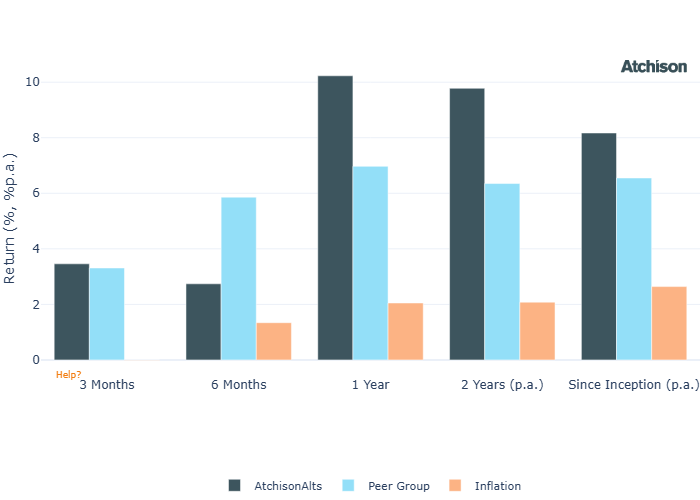 Atchison
10
8
6
4
2
0
Return (%, %p.a.)
Help?
3 Months
6 Months
1 Year
2 Years (p.a.)
Since Inception (p.a.)
AtchisonAlts
Peer Group
Inflation